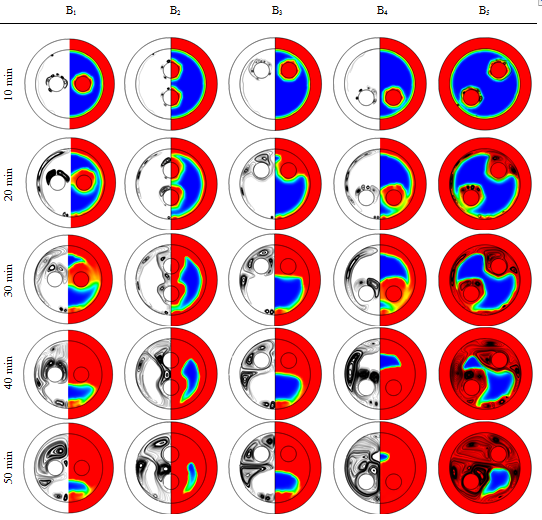 B₁ B₂ B₃ B₄ B₅
10 min
20 min
30 min
40 min
50 min